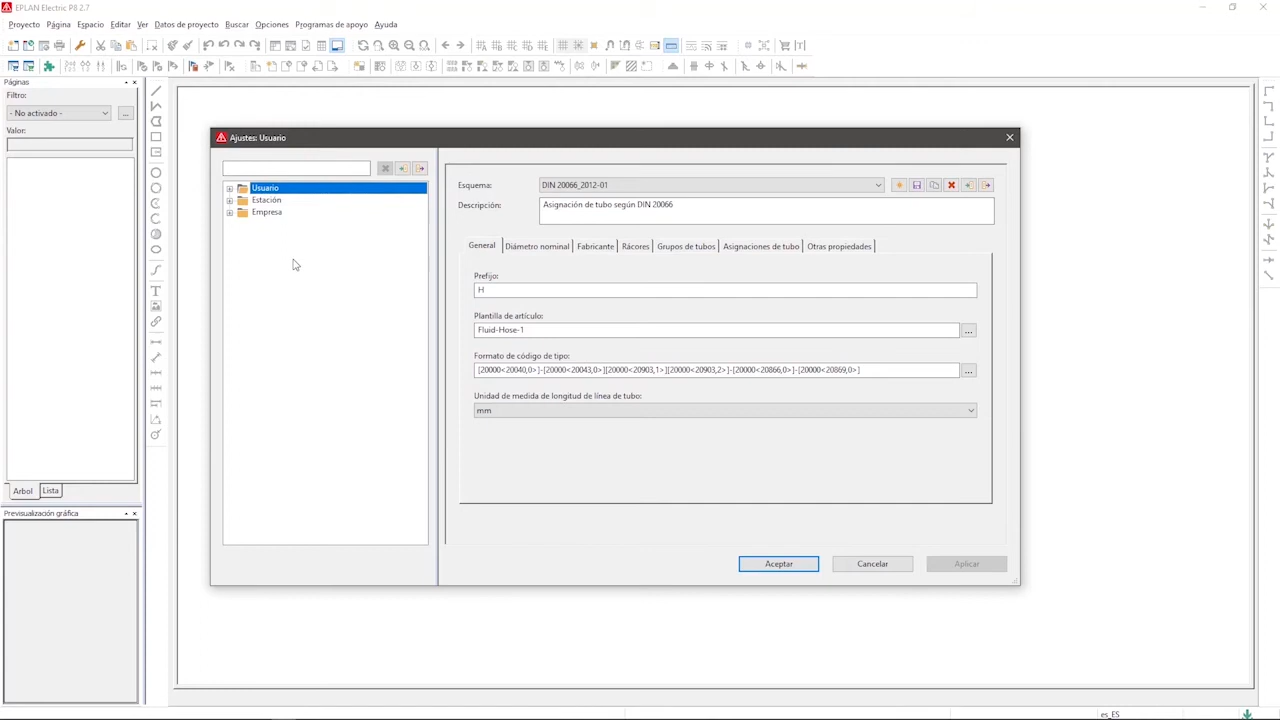 EPLAN Electric P8 2.7
Proyecto Página Espacio Editar Ver Datos de proyecto Buscar Opciones Programas de apoyo Ayuda
Páginas
Filtro:
- No activado -
...
Valor:
Arbol Lista
Previsualización gráfica
Ajustes: Usuario
Usuario
Estación
Empresa
Esquema: DIN 20066_2012-01
Descripción: Asignación de tubo según DIN 20066
General Diámetro nominal Fabricante Rácores Grupos de tubos Asignaciones de tubo Otras propiedades
Prefijo:
H
Plantilla de artículo:
Fluid-Hose-1
...
Formato de código de tipo:
[20000<20040,0>]-[20000<20043,0>][20000<20903,1>][20000<20903,2>]-[20000<20866,0>]-[20000<20869,0>]
...
Unidad de medida de longitud de línea de tubo:
mm
Aceptar Cancelar Aplicar
es_ES